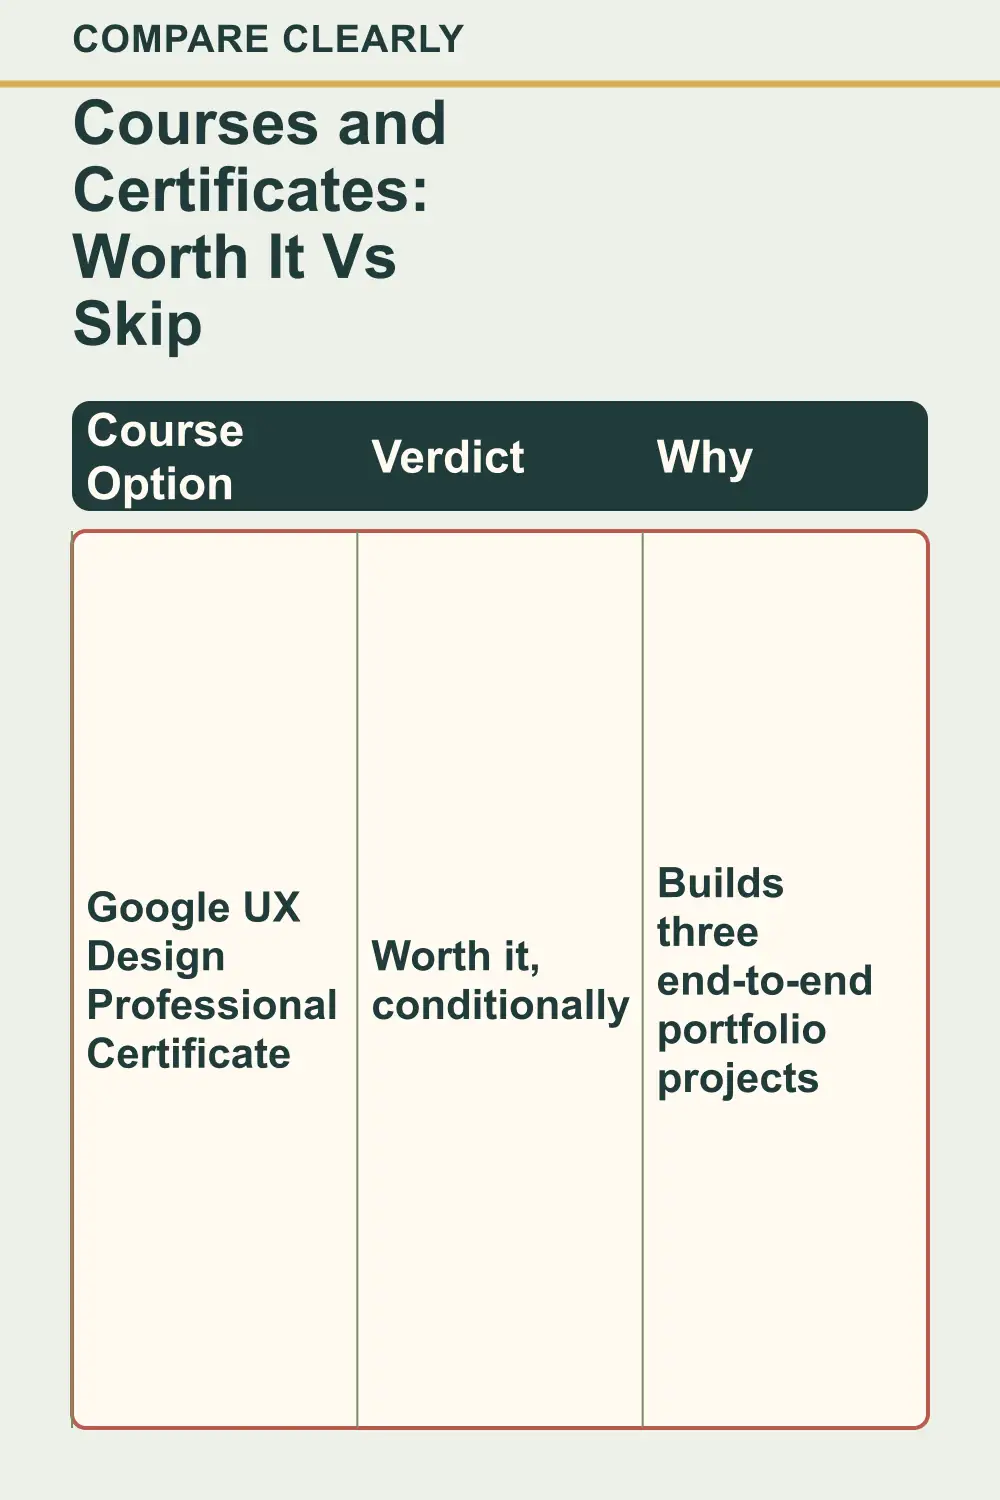 COMPARE CLEARLY
Courses and
Certificates:
Worth It Vs
Skip
Course
Option
Verdict
Why
Google UX
Design
Professional
Certificate
Worth it,
conditionally
Builds
three
end-to-end
portfolio
projects